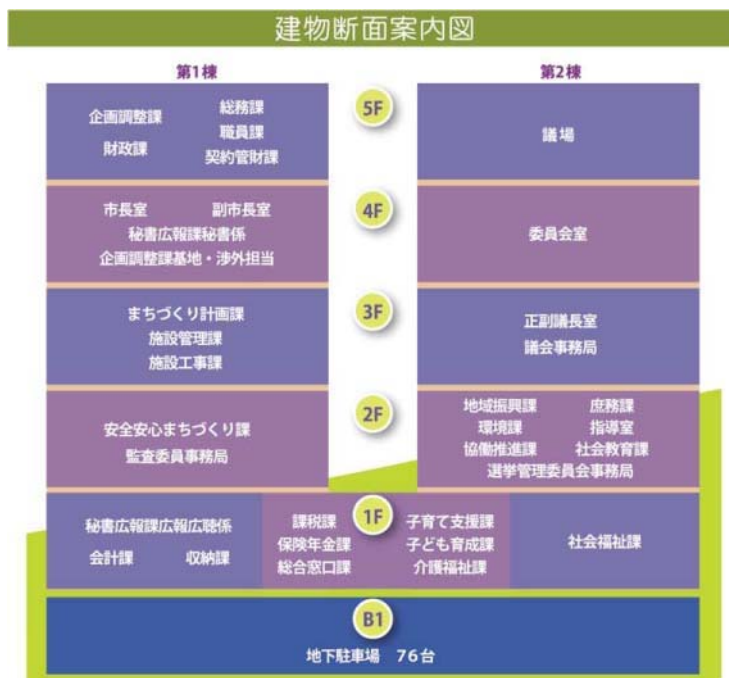 建物断面案内図
第1棟
第2棟
5F
企画調整課
総務課
財政課
職員課
契約管財課
議場
4F
市長室 副市長室
秘書広報課秘書係
企画調整課基地・渉外担当
委員会室
3F
まちづくり計画課
施設管理課
施設工事課
正副議長室
議会事務局
2F
安全安心まちづくり課
監査委員事務局
地域振興課 庶務課
環境課 指導室
協働推進課 社会教育課
選挙管理委員会事務局
1F
秘書広報課広報広聴係
会計課 収納課
課税課 子育て支援課
保険年金課 子ども育成課
総合窓口課 介護福祉課
社会福祉課
B1
地下駐車場 76台